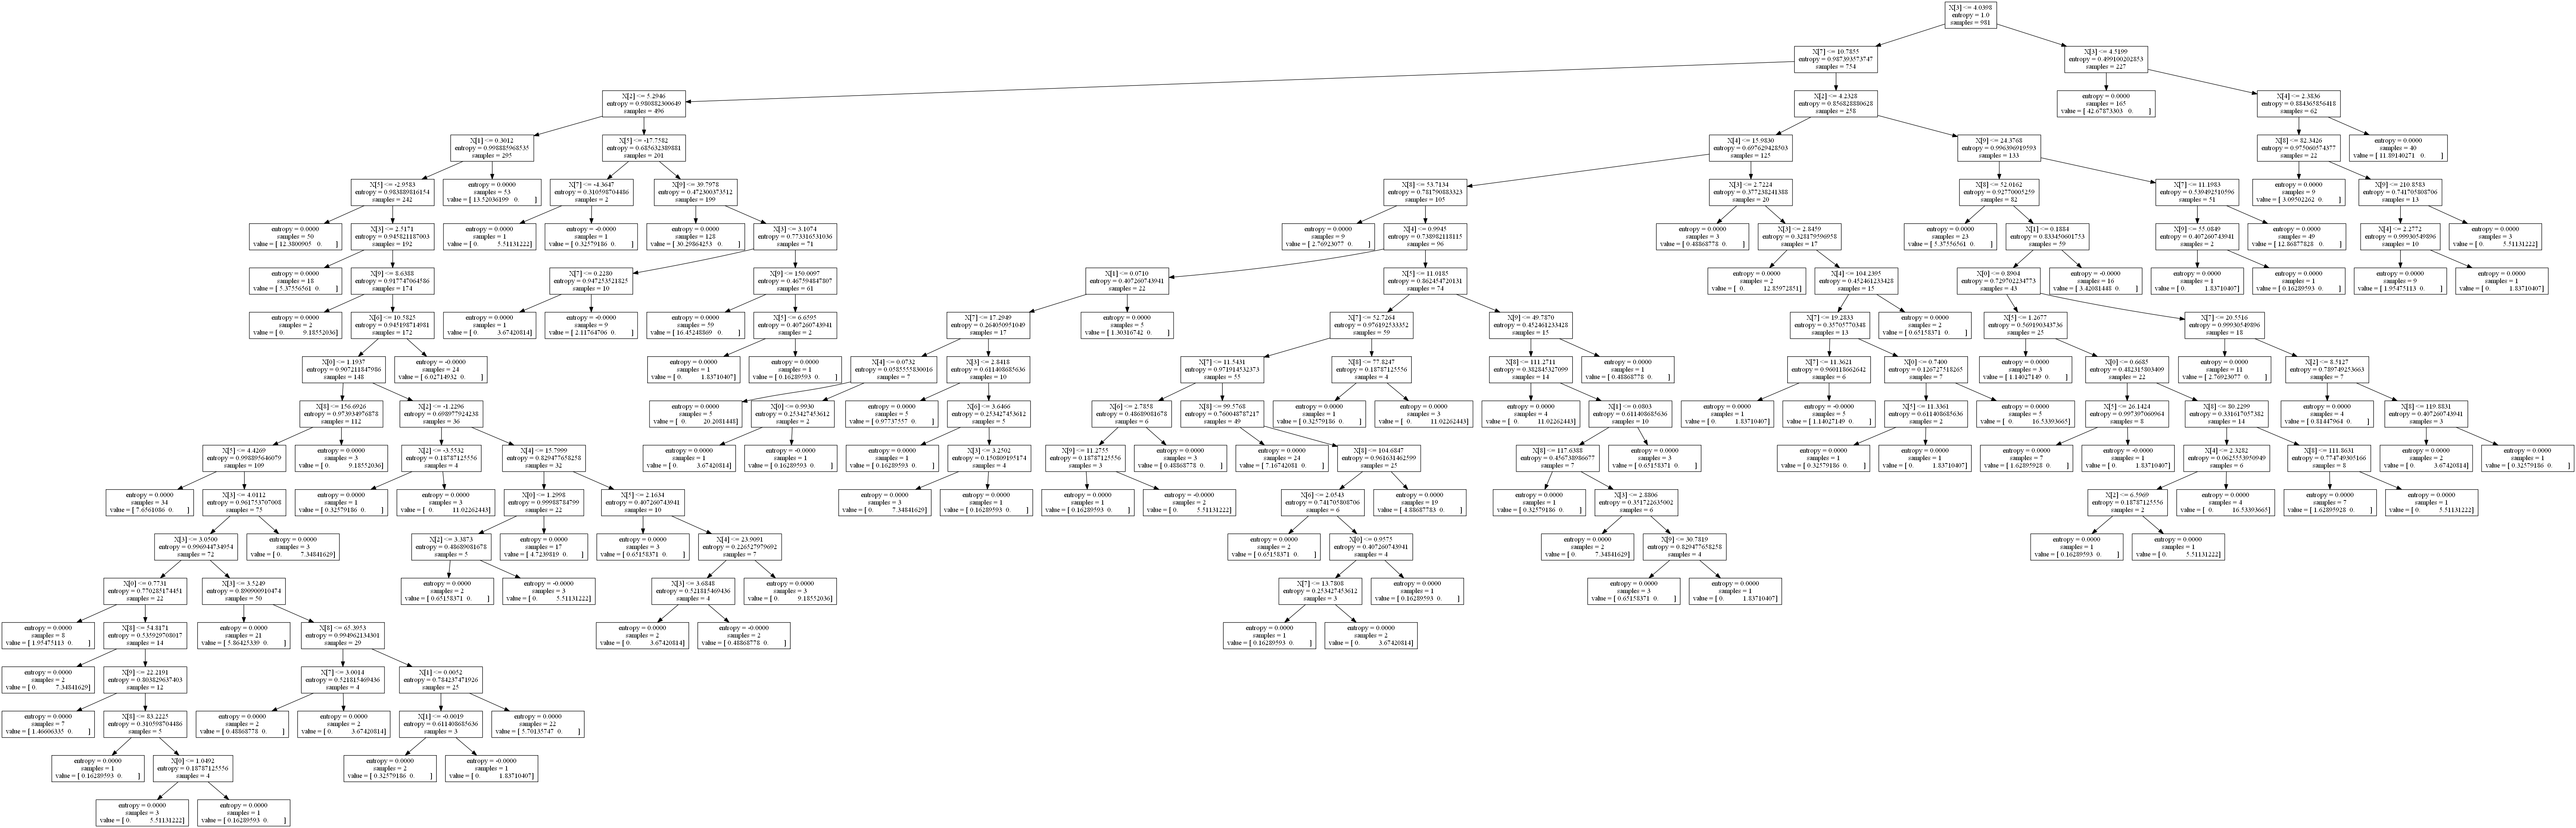 X[3] <= 4.0398
entropy = 1.0
samples = 981
X[7] <= 10.7855
entropy = 0.987393573747
samples = 754
X[3] <= 4.5199
entropy = 0.499100202853
samples = 227
X[2] <= 5.2946
entropy = 0.980882300649
samples = 496
X[2] <= 4.2328
entropy = 0.856828880628
samples = 258
entropy = 0.0000
samples = 165
value = [ 42.67873303 0. ]
X[4] <= 2.3836
entropy = 0.884365856418
samples = 62
X[1] <= 0.3012
entropy = 0.998885968535
samples = 295
X[5] <= -17.7582
entropy = 0.685632389881
samples = 201
X[4] <= 15.9830
entropy = 0.697629428503
samples = 125
X[9] <= 24.3768
entropy = 0.996396919593
samples = 133
X[8] <= 82.3426
entropy = 0.975060574377
samples = 22
entropy = 0.0000
samples = 40
value = [ 11.89140271 0. ]
X[5] <= -2.9583
entropy = 0.983889816154
samples = 242
entropy = 0.0000
samples = 53
value = [ 13.52036199 0. ]
X[7] <= -4.3647
entropy = 0.310598704486
samples = 2
X[9] <= 39.7978
entropy = 0.472300373512
samples = 199
X[8] <= 53.7134
entropy = 0.781790883323
samples = 105
X[3] <= 2.7224
entropy = 0.377238241388
samples = 20
X[8] <= 52.0162
entropy = 0.92770005259
samples = 82
X[7] <= 11.1983
entropy = 0.539492510596
samples = 51
entropy = 0.0000
samples = 9
value = [ 3.09502262 0. ]
X[9] <= 210.8583
entropy = 0.741705808706
samples = 13
entropy = 0.0000
samples = 50
value = [ 12.3800905 0. ]
X[3] <= 2.5171
entropy = 0.945821187003
samples = 192
entropy = 0.0000
samples = 1
value = [ 0. 5.51131222]
entropy = -0.0000
samples = 1
value = [ 0.32579186 0. ]
entropy = 0.0000
samples = 128
value = [ 30.29864253 0. ]
X[3] <= 3.1074
entropy = 0.773316531036
samples = 71
entropy = 0.0000
samples = 9
value = [ 2.76923077 0. ]
X[4] <= 0.9945
entropy = 0.738982118115
samples = 96
entropy = 0.0000
samples = 3
value = [ 0.48868778 0. ]
X[3] <= 2.8459
entropy = 0.328179596958
samples = 17
entropy = 0.0000
samples = 23
value = [ 5.37556561 0. ]
X[1] <= 0.1884
entropy = 0.833450601753
samples = 59
X[9] <= 55.0849
entropy = 0.407260743941
samples = 2
entropy = 0.0000
samples = 49
value = [ 12.86877828 0. ]
X[4] <= 2.2772
entropy = 0.99930549896
samples = 10
entropy = 0.0000
samples = 3
value = [ 0. 5.51131222]
entropy = 0.0000
samples = 18
value = [ 5.37556561 0. ]
X[9] <= 8.6388
entropy = 0.917747064586
samples = 174
X[7] <= 0.2280
entropy = 0.947253521825
samples = 10
X[9] <= 150.0097
entropy = 0.467594847807
samples = 61
X[1] <= 0.0710
entropy = 0.407260743941
samples = 22
X[5] <= 11.0185
entropy = 0.862454720131
samples = 74
entropy = 0.0000
samples = 2
value = [ 0. 12.85972851]
X[4] <= 104.2395
entropy = 0.452461233428
samples = 15
X[0] <= 0.8904
entropy = 0.729702234773
samples = 43
entropy = -0.0000
samples = 16
value = [ 3.42081448 0. ]
entropy = 0.0000
samples = 1
value = [ 0. 1.83710407]
entropy = 0.0000
samples = 1
value = [ 0.16289593 0. ]
entropy = 0.0000
samples = 9
value = [ 1.95475113 0. ]
entropy = 0.0000
samples = 1
value = [ 0. 1.83710407]
entropy = 0.0000
samples = 2
value = [ 0. 9.18552036]
X[6] <= 10.5825
entropy = 0.945198714981
samples = 172
entropy = 0.0000
samples = 1
value = [ 0. 3.67420814]
entropy = -0.0000
samples = 9
value = [ 2.11764706 0. ]
entropy = 0.0000
samples = 59
value = [ 16.45248869 0. ]
X[5] <= 6.6595
entropy = 0.407260743941
samples = 2
X[7] <= 17.2949
entropy = 0.264050951049
samples = 17
entropy = 0.0000
samples = 5
value = [ 1.30316742 0. ]
X[7] <= 52.7264
entropy = 0.976192533352
samples = 59
X[9] <= 49.7870
entropy = 0.452461233428
samples = 15
X[7] <= 19.2833
entropy = 0.35705770348
samples = 13
entropy = 0.0000
samples = 2
value = [ 0.65158371 0. ]
X[5] <= 1.2677
entropy = 0.569190343736
samples = 25
X[7] <= 20.5516
entropy = 0.99930549896
samples = 18
X[0] <= 1.1937
entropy = 0.907211847986
samples = 148
entropy = -0.0000
samples = 24
value = [ 6.02714932 0. ]
entropy = 0.0000
samples = 1
value = [ 0. 1.83710407]
entropy = 0.0000
samples = 1
value = [ 0.16289593 0. ]
X[4] <= 0.0732
entropy = 0.0585555830016
samples = 7
X[3] <= 2.8418
entropy = 0.611408685636
samples = 10
X[7] <= 11.5431
entropy = 0.971914532373
samples = 55
X[8] <= 77.8247
entropy = 0.18787125556
samples = 4
X[8] <= 111.2711
entropy = 0.382845327099
samples = 14
entropy = 0.0000
samples = 1
value = [ 0.48868778 0. ]
X[7] <= 11.3621
entropy = 0.960118662642
samples = 6
X[0] <= 0.7400
entropy = 0.126727518265
samples = 7
entropy = 0.0000
samples = 3
value = [ 1.14027149 0. ]
X[0] <= 0.6685
entropy = 0.482315803409
samples = 22
entropy = 0.0000
samples = 11
value = [ 2.76923077 0. ]
X[2] <= 8.5127
entropy = 0.789749253663
samples = 7
X[8] <= 156.6926
entropy = 0.973934976878
samples = 112
X[2] <= -1.2296
entropy = 0.698977924238
samples = 36
entropy = 0.0000
samples = 5
value = [ 0. 20.2081448]
X[0] <= 0.9930
entropy = 0.253427453612
samples = 2
entropy = 0.0000
samples = 5
value = [ 0.97737557 0. ]
X[6] <= 3.6466
entropy = 0.253427453612
samples = 5
X[6] <= 2.7858
entropy = 0.48689081678
samples = 6
X[8] <= 99.5768
entropy = 0.760048787217
samples = 49
entropy = 0.0000
samples = 1
value = [ 0.32579186 0. ]
entropy = 0.0000
samples = 3
value = [ 0. 11.02262443]
entropy = 0.0000
samples = 4
value = [ 0. 11.02262443]
X[1] <= 0.0803
entropy = 0.611408685636
samples = 10
entropy = 0.0000
samples = 1
value = [ 0. 1.83710407]
entropy = -0.0000
samples = 5
value = [ 1.14027149 0. ]
X[5] <= 11.3361
entropy = 0.611408685636
samples = 2
entropy = 0.0000
samples = 5
value = [ 0. 16.53393665]
X[5] <= 26.1424
entropy = 0.997397060964
samples = 8
X[8] <= 80.2299
entropy = 0.331617057382
samples = 14
entropy = 0.0000
samples = 4
value = [ 0.81447964 0. ]
X[8] <= 119.8831
entropy = 0.407260743941
samples = 3
X[5] <= 4.4269
entropy = 0.999889564079
samples = 109
entropy = 0.0000
samples = 3
value = [ 0. 9.18552036]
X[2] <= -3.5532
entropy = 0.18787125556
samples = 4
X[4] <= 15.7999
entropy = 0.829477658258
samples = 32
entropy = 0.0000
samples = 1
value = [ 0. 3.67420814]
entropy = -0.0000
samples = 1
value = [ 0.16289593 0. ]
entropy = 0.0000
samples = 1
value = [ 0.16289593 0. ]
X[3] <= 3.2502
entropy = 0.150809195174
samples = 4
X[9] <= 11.2755
entropy = 0.18787125556
samples = 3
entropy = 0.0000
samples = 3
value = [ 0.48868778 0. ]
entropy = 0.0000
samples = 24
value = [ 7.16742081 0. ]
X[8] <= 104.6847
entropy = 0.961631462599
samples = 25
X[8] <= 117.6388
entropy = 0.456738986677
samples = 7
entropy = 0.0000
samples = 3
value = [ 0.65158371 0. ]
entropy = 0.0000
samples = 1
value = [ 0.32579186 0. ]
entropy = 0.0000
samples = 1
value = [ 0. 1.83710407]
entropy = 0.0000
samples = 7
value = [ 1.62895928 0. ]
entropy = -0.0000
samples = 1
value = [ 0. 1.83710407]
X[4] <= 2.3282
entropy = 0.062553050949
samples = 6
X[8] <= 111.8631
entropy = 0.774749305166
samples = 8
entropy = 0.0000
samples = 2
value = [ 0. 3.67420814]
entropy = 0.0000
samples = 1
value = [ 0.32579186 0. ]
entropy = 0.0000
samples = 34
value = [ 7.6561086 0. ]
X[3] <= 4.0112
entropy = 0.961753707008
samples = 75
entropy = 0.0000
samples = 1
value = [ 0.32579186 0. ]
entropy = 0.0000
samples = 3
value = [ 0. 11.02262443]
X[0] <= 1.2998
entropy = 0.99988784799
samples = 22
X[5] <= 2.1634
entropy = 0.407260743941
samples = 10
entropy = 0.0000
samples = 3
value = [ 0. 7.34841629]
entropy = 0.0000
samples = 1
value = [ 0.16289593 0. ]
entropy = 0.0000
samples = 1
value = [ 0.16289593 0. ]
entropy = -0.0000
samples = 2
value = [ 0. 5.51131222]
X[6] <= 2.0543
entropy = 0.741705808706
samples = 6
entropy = 0.0000
samples = 19
value = [ 4.88687783 0. ]
entropy = 0.0000
samples = 1
value = [ 0.32579186 0. ]
X[3] <= 2.8806
entropy = 0.351722635002
samples = 6
X[2] <= 6.5969
entropy = 0.18787125556
samples = 2
entropy = 0.0000
samples = 4
value = [ 0. 16.53393665]
entropy = 0.0000
samples = 7
value = [ 1.62895928 0. ]
entropy = 0.0000
samples = 1
value = [ 0. 5.51131222]
X[3] <= 3.0500
entropy = 0.996944734954
samples = 72
entropy = 0.0000
samples = 3
value = [ 0. 7.34841629]
X[2] <= 3.3873
entropy = 0.48689081678
samples = 5
entropy = 0.0000
samples = 17
value = [ 4.7239819 0. ]
entropy = 0.0000
samples = 3
value = [ 0.65158371 0. ]
X[4] <= 23.9091
entropy = 0.226527979692
samples = 7
entropy = 0.0000
samples = 2
value = [ 0.65158371 0. ]
X[0] <= 0.9575
entropy = 0.407260743941
samples = 4
entropy = 0.0000
samples = 2
value = [ 0. 7.34841629]
X[9] <= 30.7819
entropy = 0.829477658258
samples = 4
entropy = 0.0000
samples = 1
value = [ 0.16289593 0. ]
entropy = 0.0000
samples = 1
value = [ 0. 5.51131222]
X[0] <= 0.7731
entropy = 0.770285174451
samples = 22
X[3] <= 3.5249
entropy = 0.890900910474
samples = 50
entropy = 0.0000
samples = 2
value = [ 0.65158371 0. ]
entropy = -0.0000
samples = 3
value = [ 0. 5.51131222]
X[3] <= 3.6848
entropy = 0.521815469436
samples = 4
entropy = 0.0000
samples = 3
value = [ 0. 9.18552036]
X[7] <= 13.7808
entropy = 0.253427453612
samples = 3
entropy = 0.0000
samples = 1
value = [ 0.16289593 0. ]
entropy = 0.0000
samples = 3
value = [ 0.65158371 0. ]
entropy = 0.0000
samples = 1
value = [ 0. 1.83710407]
entropy = 0.0000
samples = 8
value = [ 1.95475113 0. ]
X[8] <= 54.8171
entropy = 0.535929708017
samples = 14
entropy = 0.0000
samples = 21
value = [ 5.86425339 0. ]
X[8] <= 65.3953
entropy = 0.994962134301
samples = 29
entropy = 0.0000
samples = 2
value = [ 0. 3.67420814]
entropy = -0.0000
samples = 2
value = [ 0.48868778 0. ]
entropy = 0.0000
samples = 1
value = [ 0.16289593 0. ]
entropy = 0.0000
samples = 2
value = [ 0. 3.67420814]
entropy = 0.0000
samples = 2
value = [ 0. 7.34841629]
X[9] <= 22.2191
entropy = 0.803829637403
samples = 12
X[7] <= 3.0014
entropy = 0.521815469436
samples = 4
X[1] <= 0.0052
entropy = 0.784237471926
samples = 25
entropy = 0.0000
samples = 7
value = [ 1.46606335 0. ]
X[8] <= 83.2225
entropy = 0.310598704486
samples = 5
entropy = 0.0000
samples = 2
value = [ 0.48868778 0. ]
entropy = 0.0000
samples = 2
value = [ 0. 3.67420814]
X[1] <= -0.0019
entropy = 0.611408685636
samples = 3
entropy = 0.0000
samples = 22
value = [ 5.70135747 0. ]
entropy = 0.0000
samples = 1
value = [ 0.16289593 0. ]
X[0] <= 1.0492
entropy = 0.18787125556
samples = 4
entropy = 0.0000
samples = 2
value = [ 0.32579186 0. ]
entropy = -0.0000
samples = 1
value = [ 0. 1.83710407]
entropy = 0.0000
samples = 3
value = [ 0. 5.51131222]
entropy = 0.0000
samples = 1
value = [ 0.16289593 0. ]